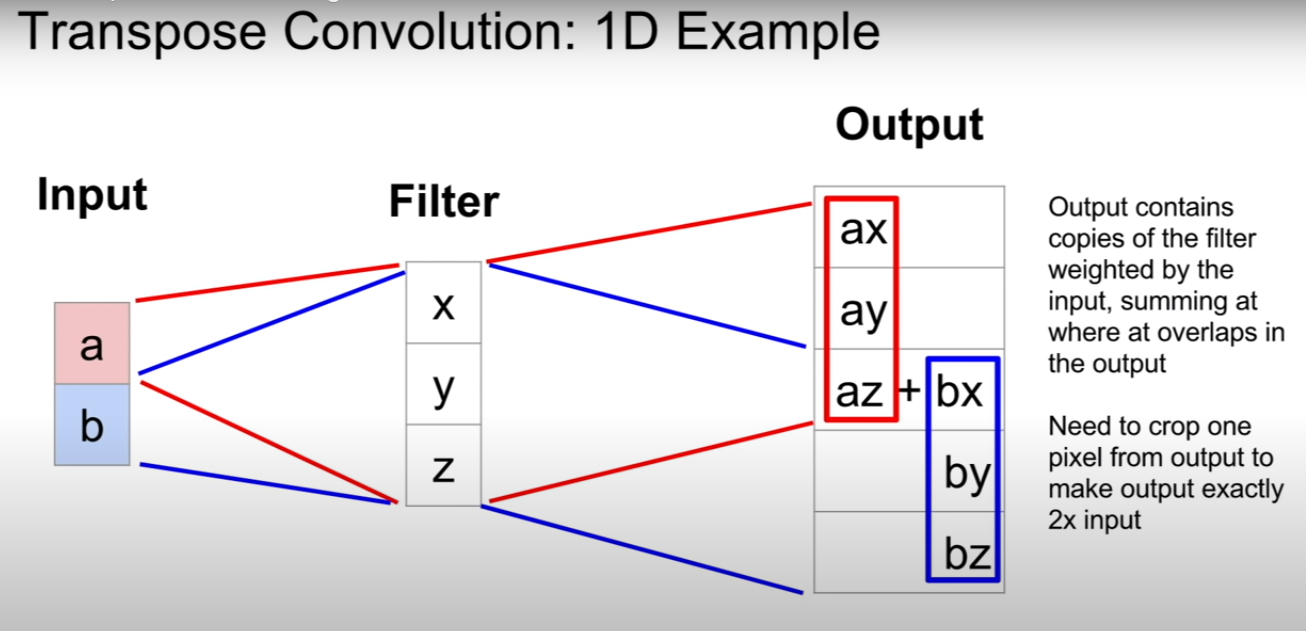 Transpose Convolution: 1D Example
Output
Input
Filter
a
b
x
y
z
ax
ay
az + bx
by
bz
Output contains
copies of the filter
weighted by the
input, summing at
where at overlaps in
the output
Need to crop one
pixel from output to
make output exactly
2x input